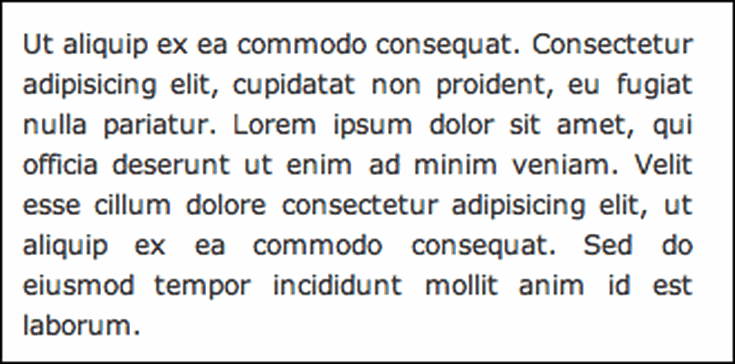 Ut aliquip ex ea commodo consequat. Consectetur
adipisicing elit, cupidatat non proident, eu fugiat
nulla pariatur. Lorem ipsum dolor sit amet, qui
officia deserunt ut enim ad minim veniam. Velit
esse cillum dolore consectetur adipisicing elit, ut
aliquip ex ea commodo consequat. Sed do
eiusmod tempor incididunt mollit anim id est
laborum.